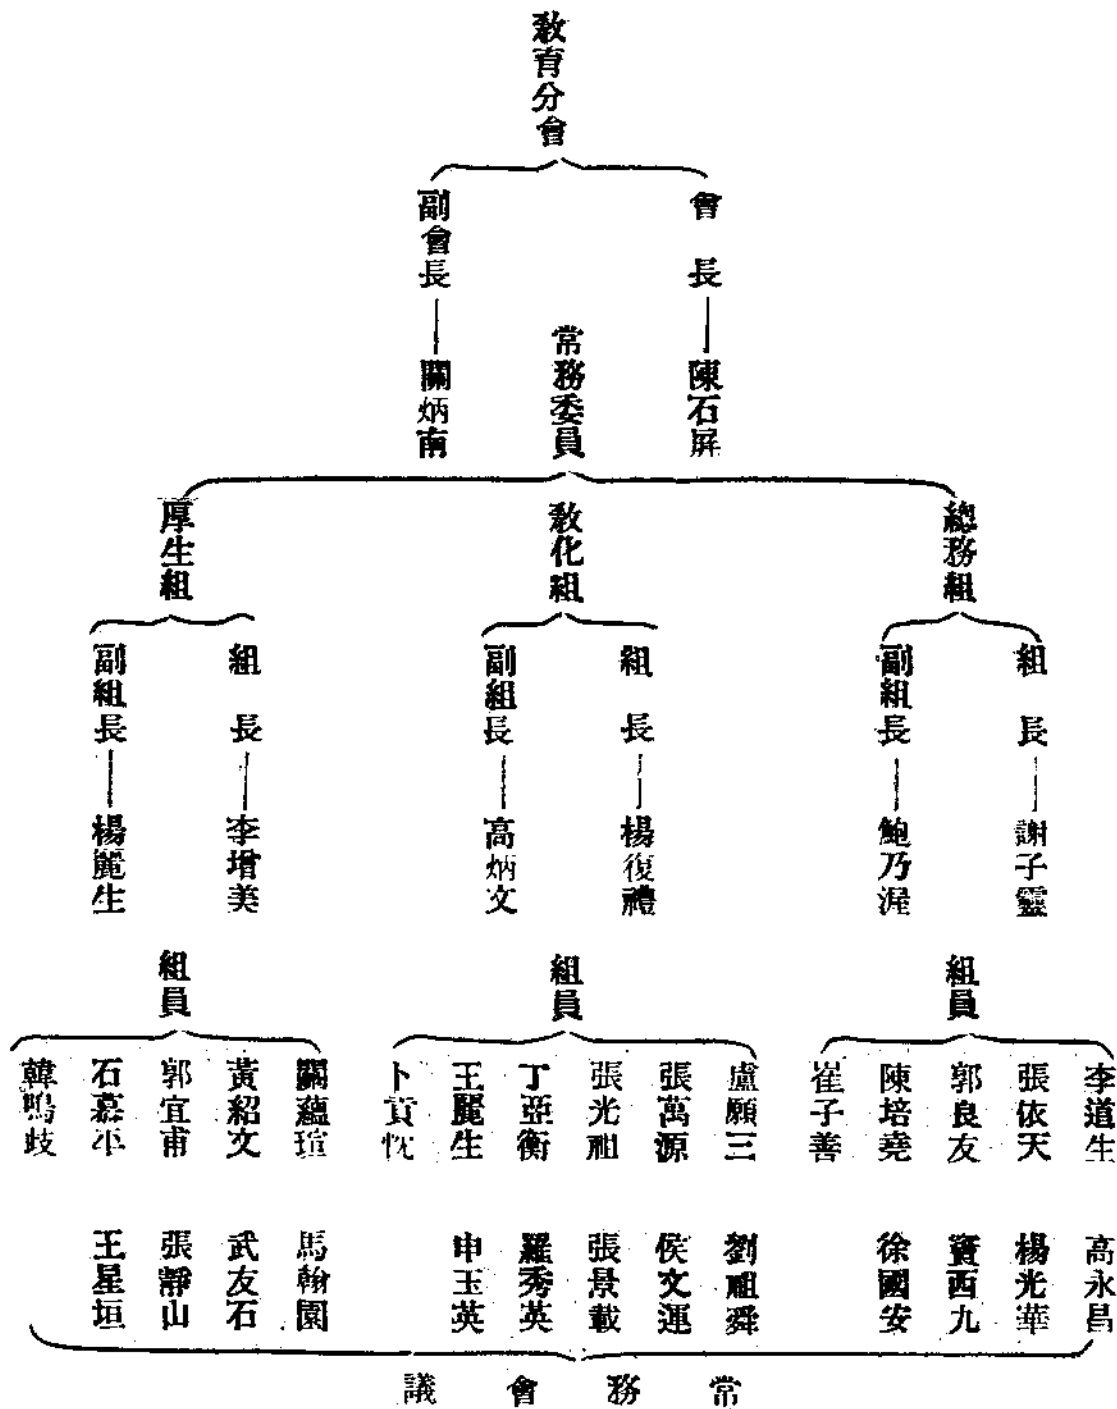 教育分會
會長——陳石屏
副會長——關炳南
常務委員
總務組
組長——謝子靈
副組長——鮑乃渥
教化組
組長——楊復禮
副組長——高炳文
厚生組
組長——李增美
副組長——楊麗生
組員
李道生
張依天
郭良友
陳培堯
崔子善
高永昌
楊光華
竇西九
徐國安
組員
盧願三
張萬源
張光祖
丁亞衡
王麗生
卜貢忱
劉祖舜
侯文運
張景載
羅秀英
申玉英
組員
關蘊瑄
黃紹文
郭宜甫
石慕平
韓鳴歧
馬翰園
武友石
張靜山
王星垣
常務會議